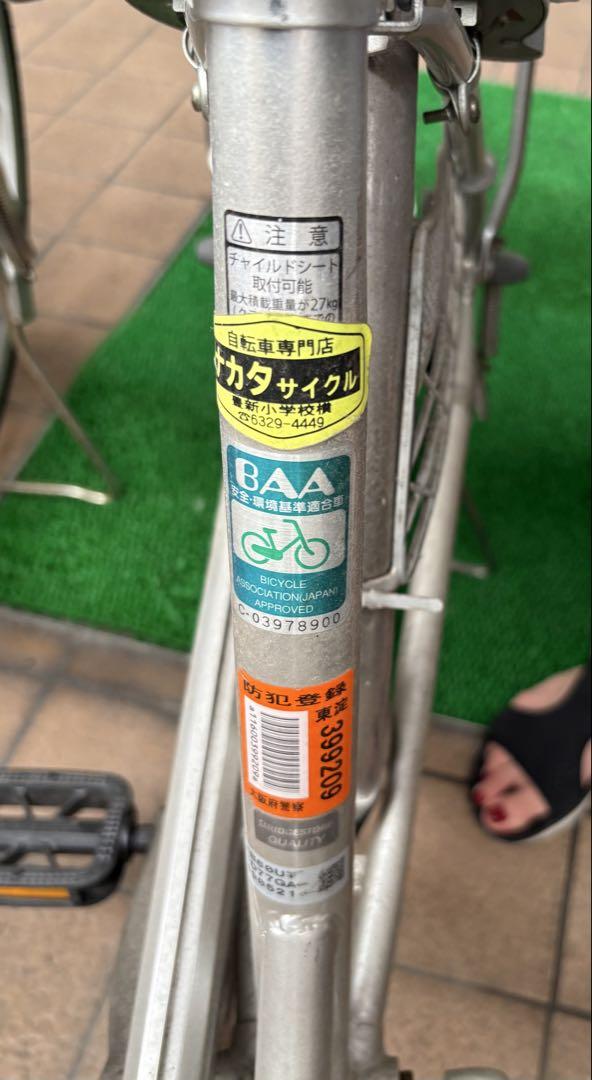 注 意
チャイルドシート
取付可能
最大積載重量が27kg
自転車専門店
ナカタサイクル
最新小学校横
☎6329-4449
BAA
安全・環境基準適合車
BICYCLE
ASSOCIATION(JAPAN)
APPROVED
C-03978900
防犯登録
東淀
399209
a11600399209a
大阪府警察
BRIDGESTONE
QUALITY